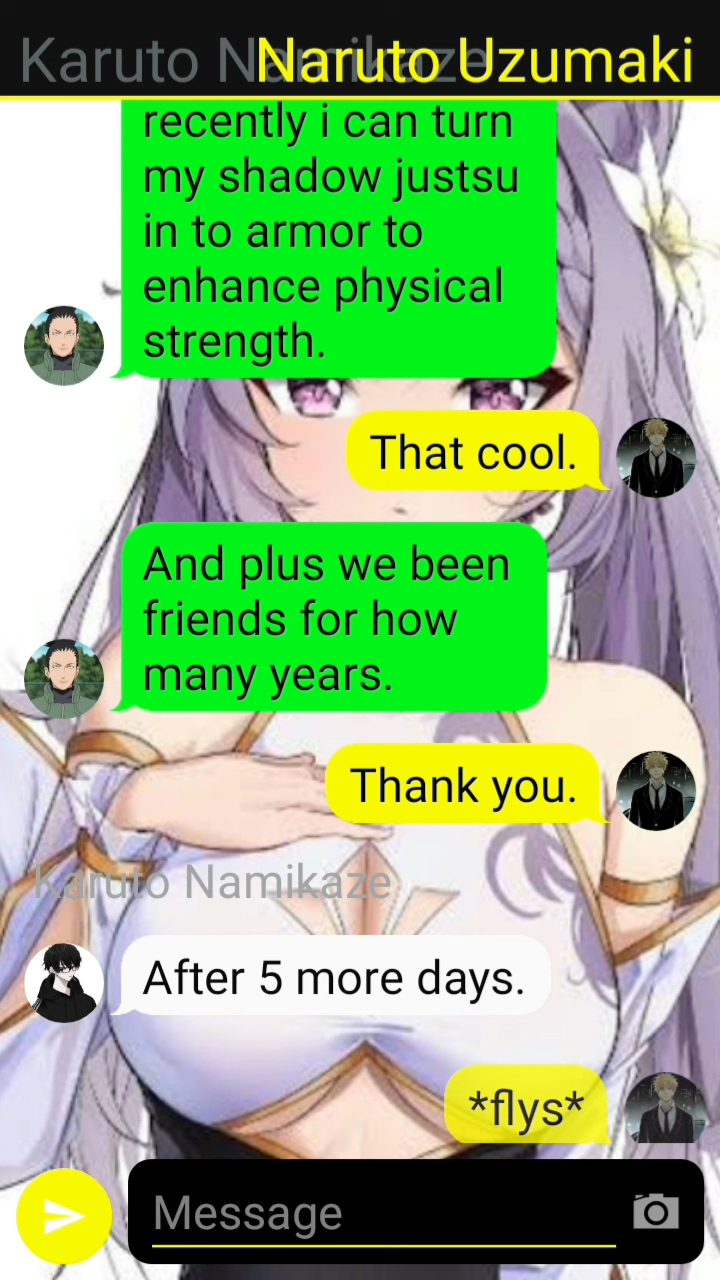 Karuto Namikaze
Naruto Uzumaki
recently i can turn
my shadow justsu
in to armor to
enhance physical
strength.
That cool.
And plus we been
friends for how
many years.
Thank you.
Karuto Namikaze
After 5 more days.
*flys*
Message